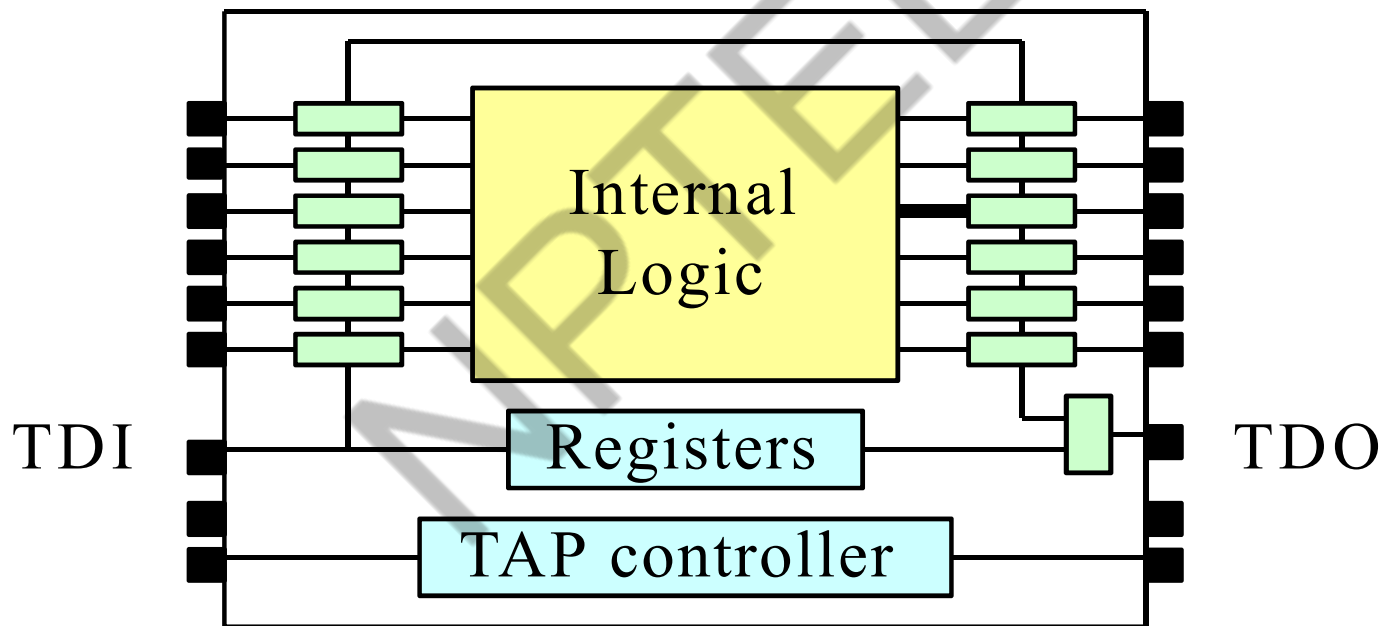 Internal
Logic
TDI
Registers
TDO
TAP controller
NPTEL